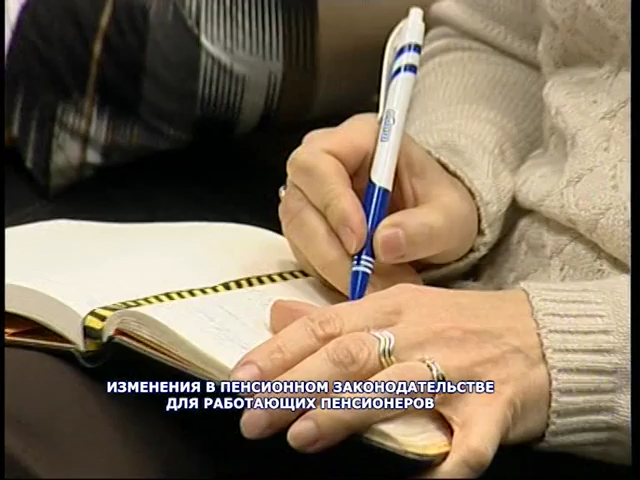 ИЗМЕНЕНИЯ В ПЕНСИОННОМ ЗАКОНОДАТЕЛЬСТВЕ
ДЛЯ РАБОТАЮЩИХ ПЕНСИОНЕРОВ